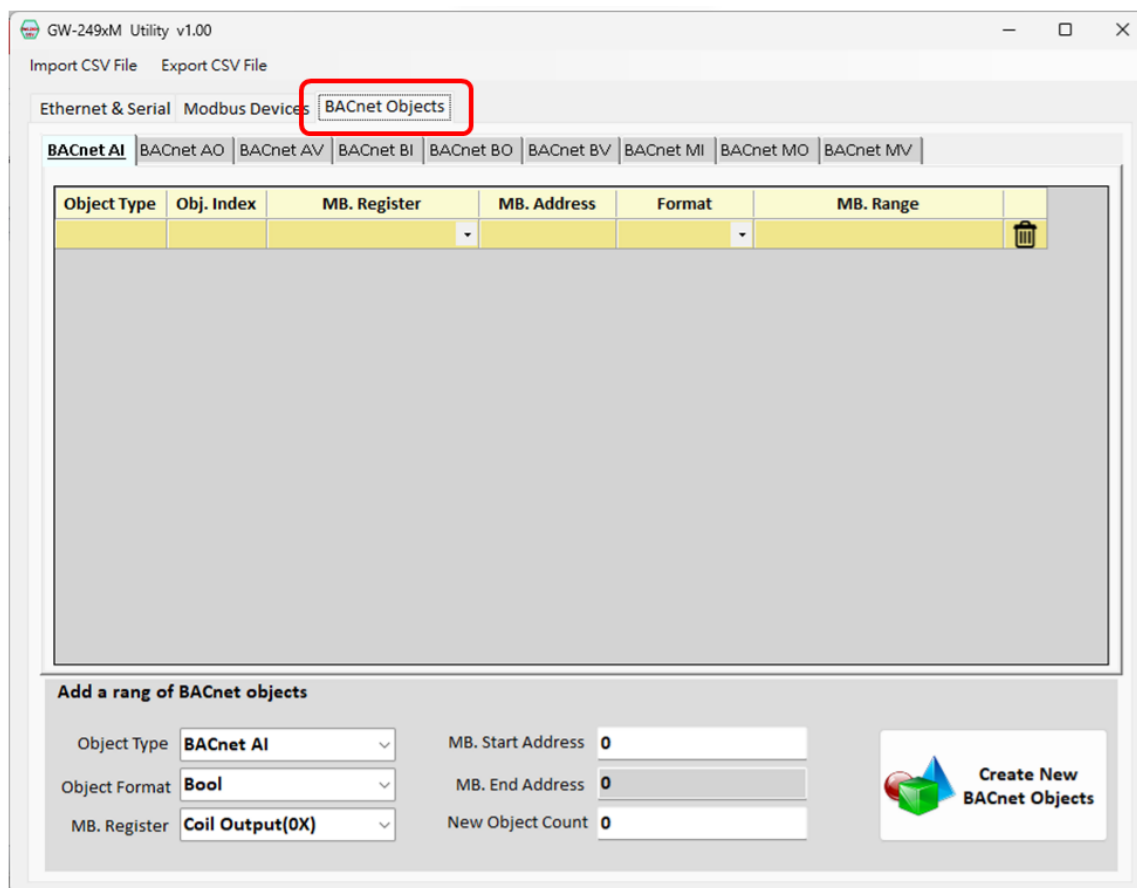 GW-249xM Utility v1.00
Import CSV File Export CSV File
Ethernet & Serial Modbus Devices BACnet Objects
BACnet AI BACnet AO BACnet AV BACnet BI BACnet BO BACnet BV BACnet MI BACnet MO BACnet MV
Object Type Obj. Index MB. Register MB. Address Format MB. Range
Add a rang of BACnet objects
Object Type BACnet AI MB. Start Address 0
Object Format Bool MB. End Address 0
MB. Register Coil Output(0X) New Object Count 0
Create New
BACnet Objects